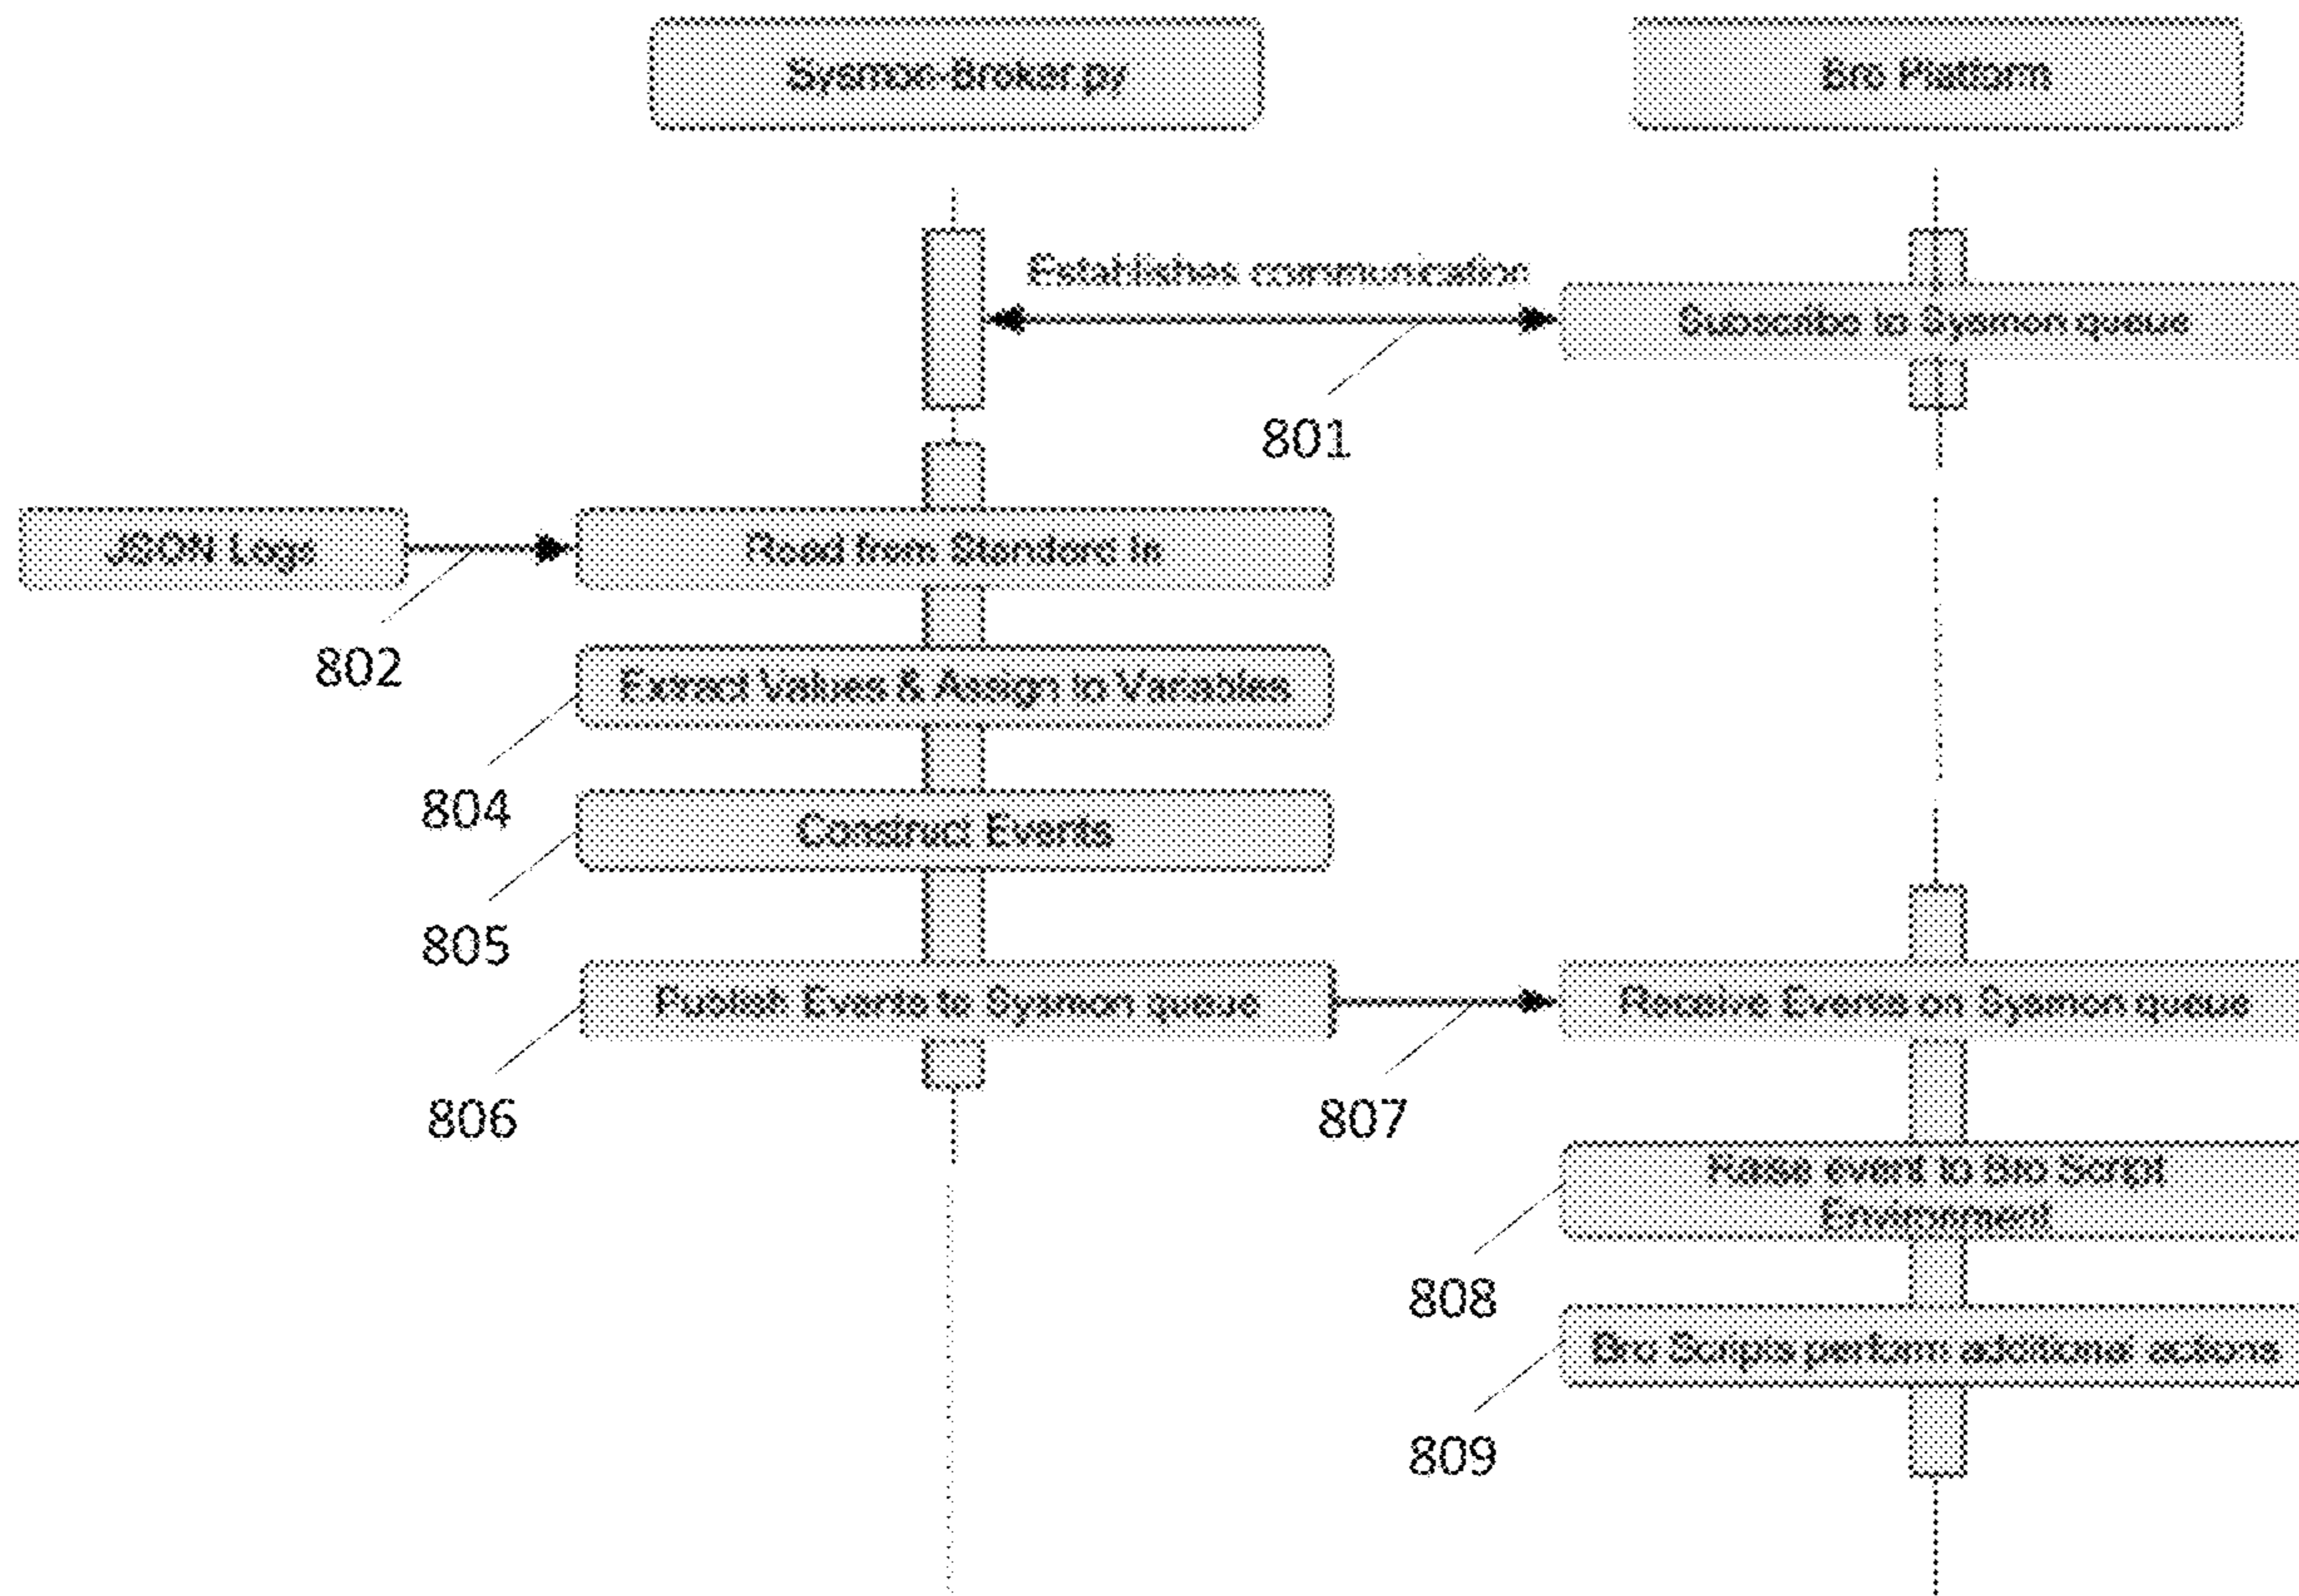 Sysmon-Broker.py
Bro Platform
Establishes communication
Subscribe to Sysmon queue
801
JSON Logs
Read from Standard In
802
Extract Values & Assign to Variables
804
Construct Events
805
Publish Events to Sysmon queue
Receive Events on Sysmon queue
806
807
Raise event to Bro Script
Environment
808
Bro Scripts perform additional actions
809